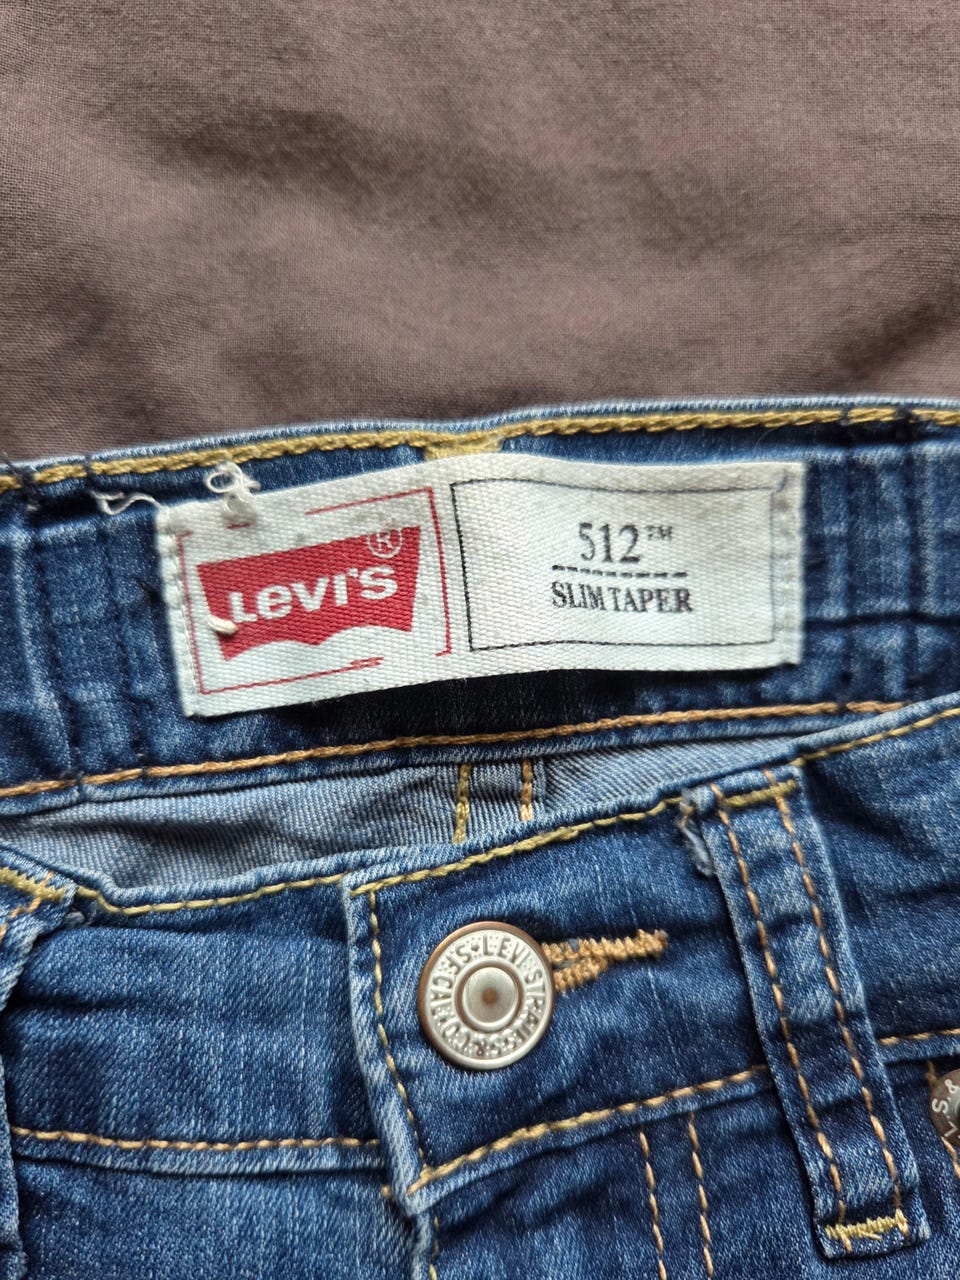 Levi's®
512™
SLIM TAPER
LEVI STRAUSS & CO. S.F. CAL